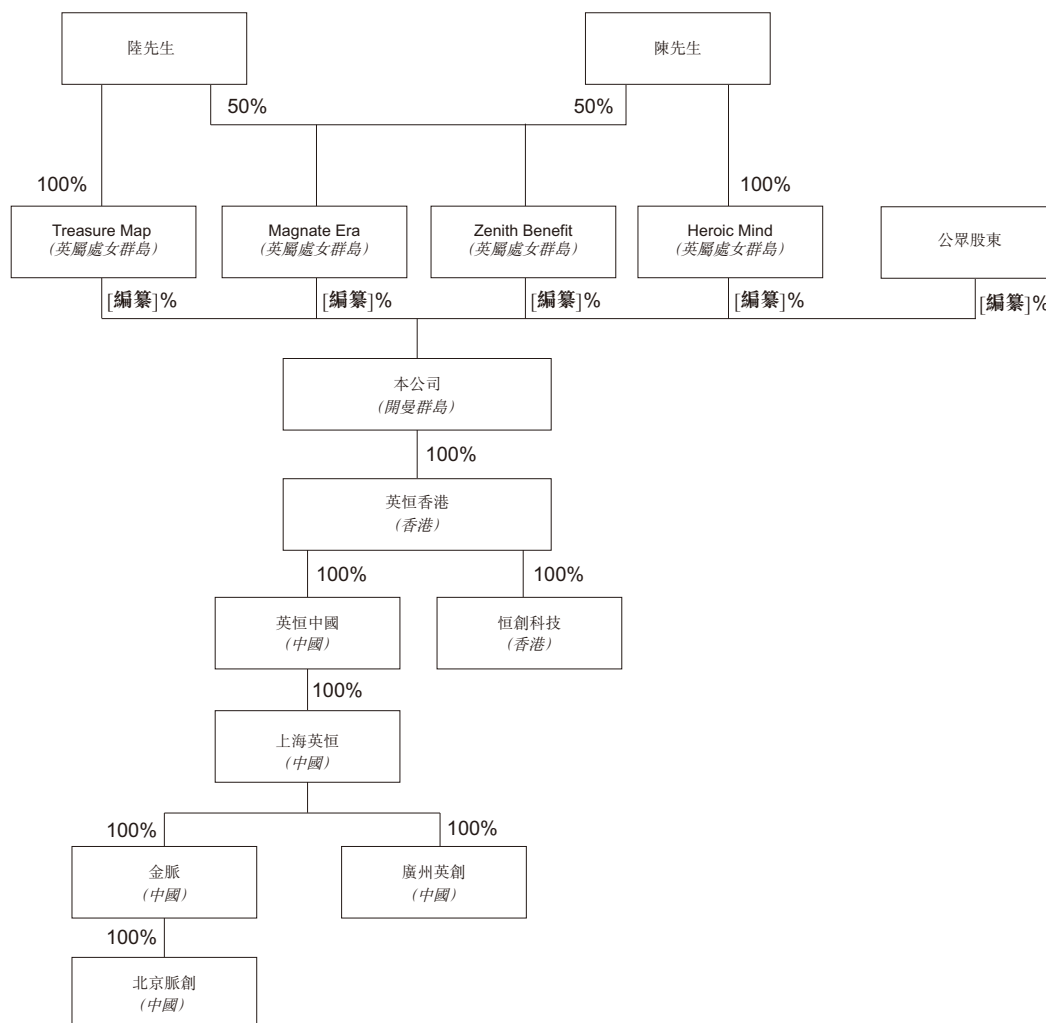 陸先生
陳先生
50%
50%
100%
100%
Treasure Map
(英屬處女群島)
Magnate Era
(英屬處女群島)
Zenith Benefit
(英屬處女群島)
Heroic Mind
(英屬處女群島)
公眾股東
[編纂]%
[編纂]%
[編纂]%
[編纂]%
[編纂]%
本公司
(開曼群島)
100%
英恒香港
(香港)
100%
100%
英恒中國
(中國)
恒創科技
(香港)
100%
上海英恒
(中國)
100%
100%
金脈
(中國)
廣州英創
(中國)
100%
北京脈創
(中國)